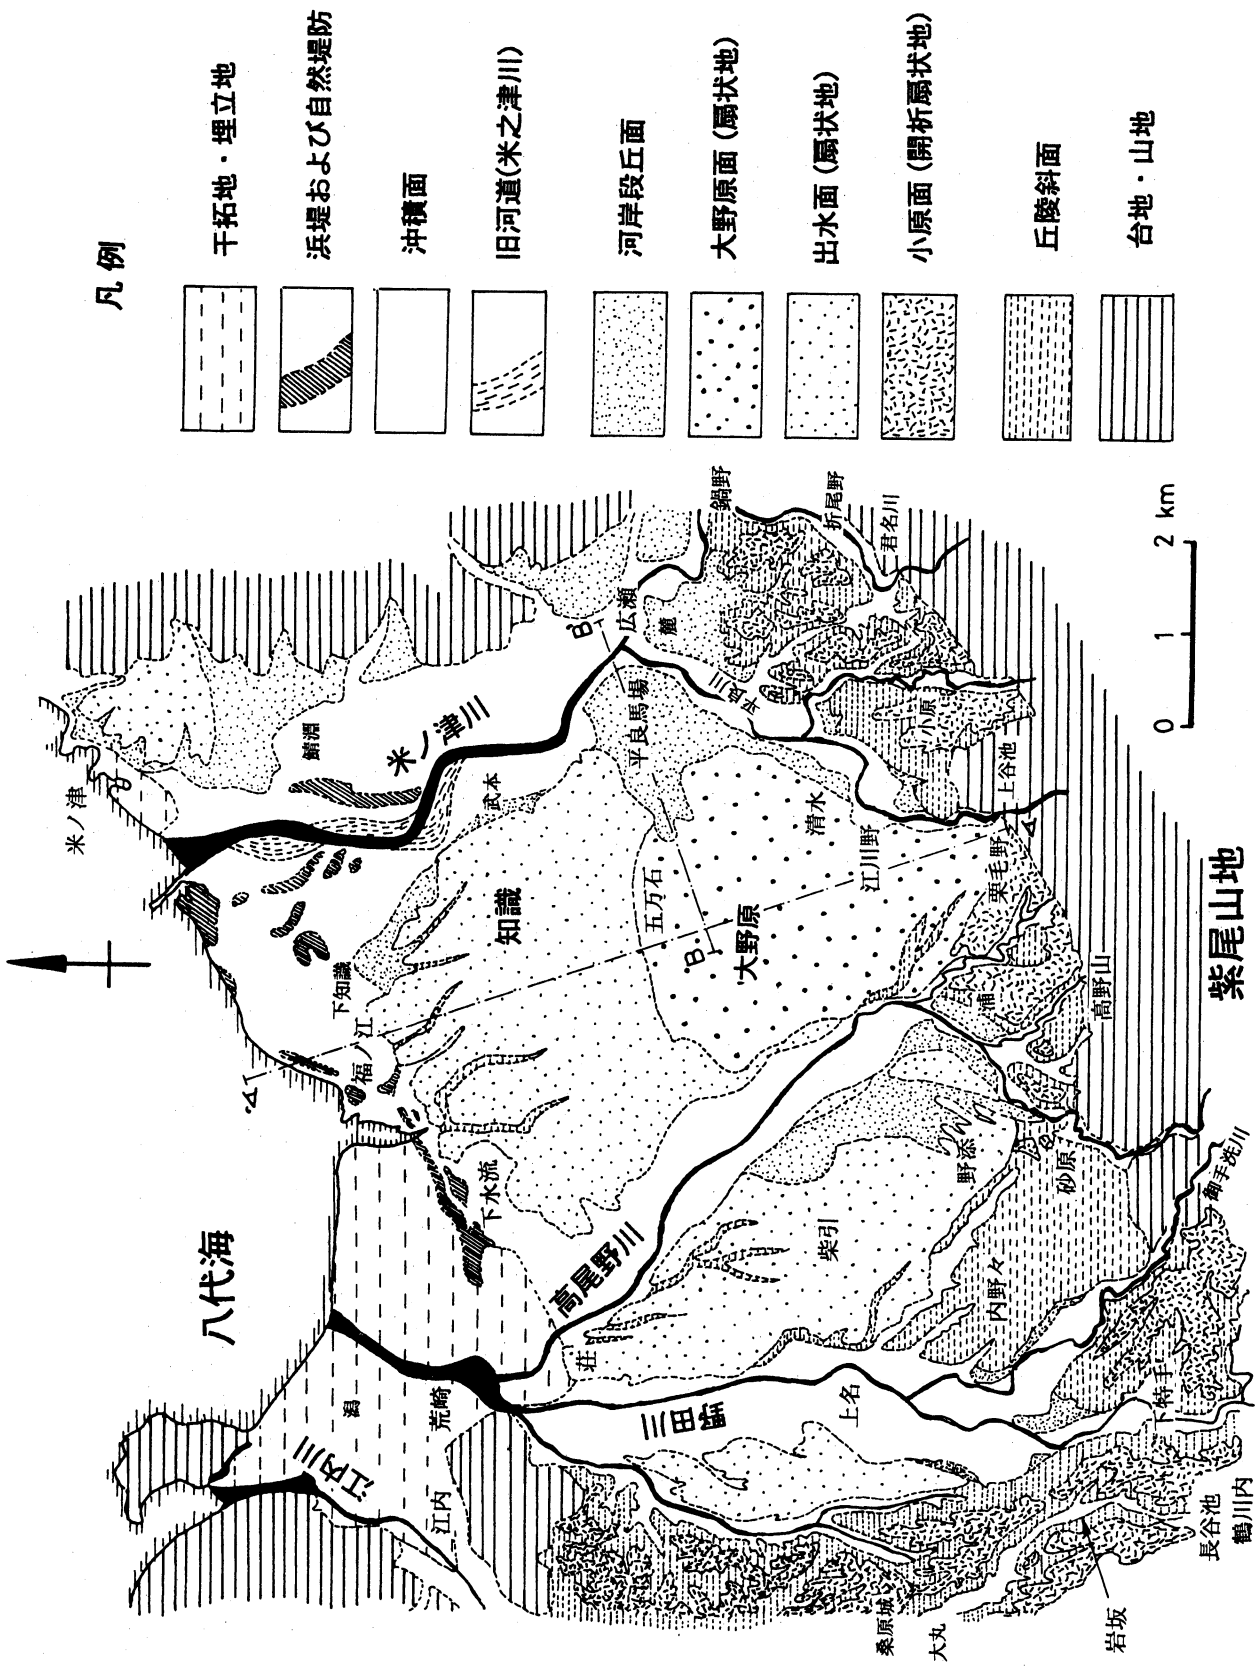 凡例
干拓地・埋立地
浜堤および自然堤防
沖積面
旧河道(米之津川)
河岸段丘面
大野原面(扇状地)
出水面(扇状地)
小原面(開析扇状地)
丘陵斜面
台地・山地
八代海
米ノ津
鯖淵
米ノ津川
武本
知識
下知識
福ノ江
A'
下水流
潟
荒崎
江内川
江内
高尾野川
荘
野田川
上名
柴引
野添
砂原
内野々
下特手
御手洗川
五万石
大野原
B
B'
広瀬
麓
平良馬場
平良川
清水
江川野
栗毛野
A
浦
高野山
上谷池
小原
鍋野
折尾野
君名川
桑原城
大丸
岩坂
長谷池
鶴川内
紫尾山地
0 1 2 km